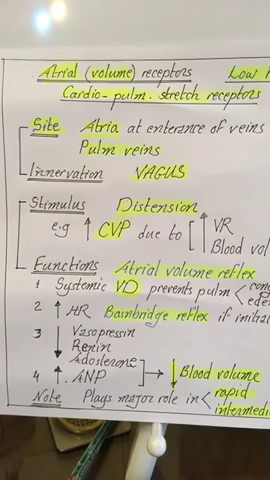 Atrial (volume) receptors Low
Cardio-pulm. stretch receptors
Site Atria at enterance of veins
Pulm veins
Innervation VAGUS
Stimulus Distension
e.g ↑ CVP due to [ ↑ VR
Blood vol
Functions Atrial volume reflex
1 Systemic VD prevents pulm <
2 ↑ HR Bainbridge reflex if initial
3 ↓ Vasopressin
Renin
Adosterone
4 ↑ ANP → ↓ Blood volume
Note Plays major role in < rapid
intermedi